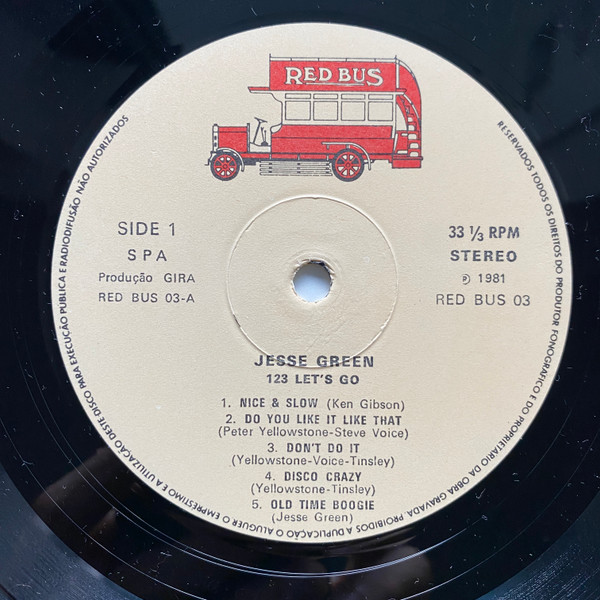 RED BUS
RESERVADOS TODOS OS DIREITOS DO PRODUTOR FONOGRÁFICO E DO PROPRIETÁRIO DA OBRA GRAVADA, PROIBIDOS A DUPLICAÇÃO O ALUGUER O EMPRESTIMO E A UTILIZAÇÃO DESTE DISCO PARA EXECUÇÃO PUBLICA E RADIODIFUSÃO NÃO AUTORIZADOS
SIDE 1
SPA
Produção GIRA
RED BUS 03-A
33 ⅓ RPM
STEREO
℗ 1981
RED BUS 03
JESSE GREEN
123 LET'S GO
1. NICE & SLOW (Ken Gibson)
2. DO YOU LIKE IT LIKE THAT
(Peter Yellowstone-Steve Voice)
3. DON'T DO IT
(Yellowstone-Voice-Tinsley)
4. DISCO CRAZY
(Yellowstone-Tinsley)
5. OLD TIME BOOGIE
(Jesse Green)